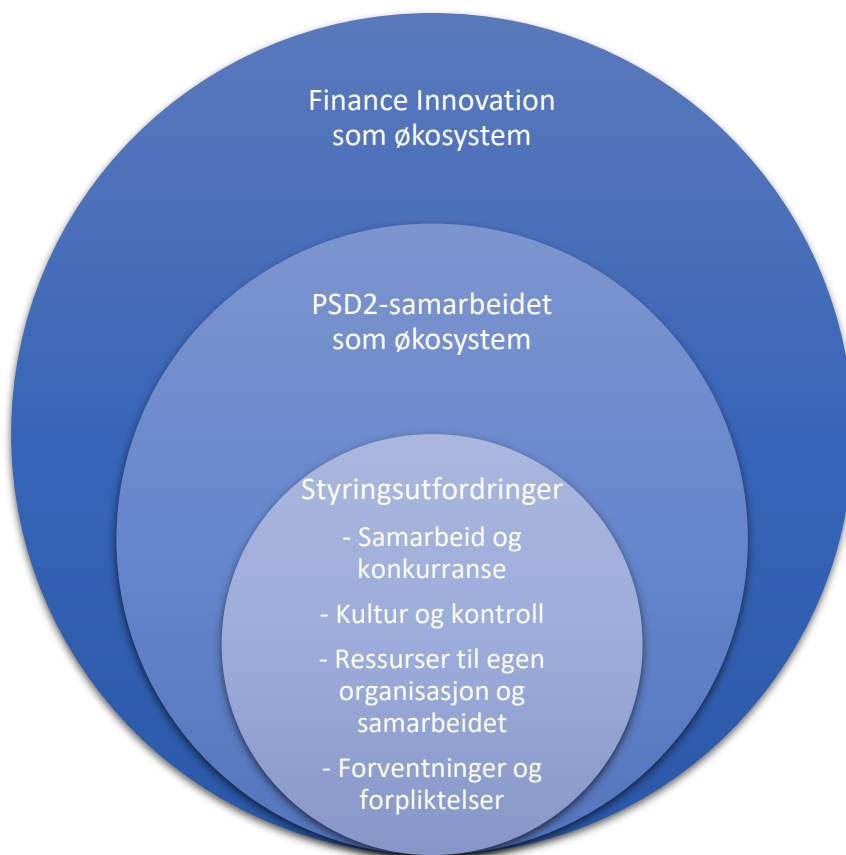 Finance Innovation
som økosystem
PSD2-samarbeidet
som økosystem
Styringsutfordringer
- Samarbeid og
konkurranse
- Kultur og kontroll
- Ressurser til egen
organisasjon og
samarbeidet
- Forventninger og
forpliktelser